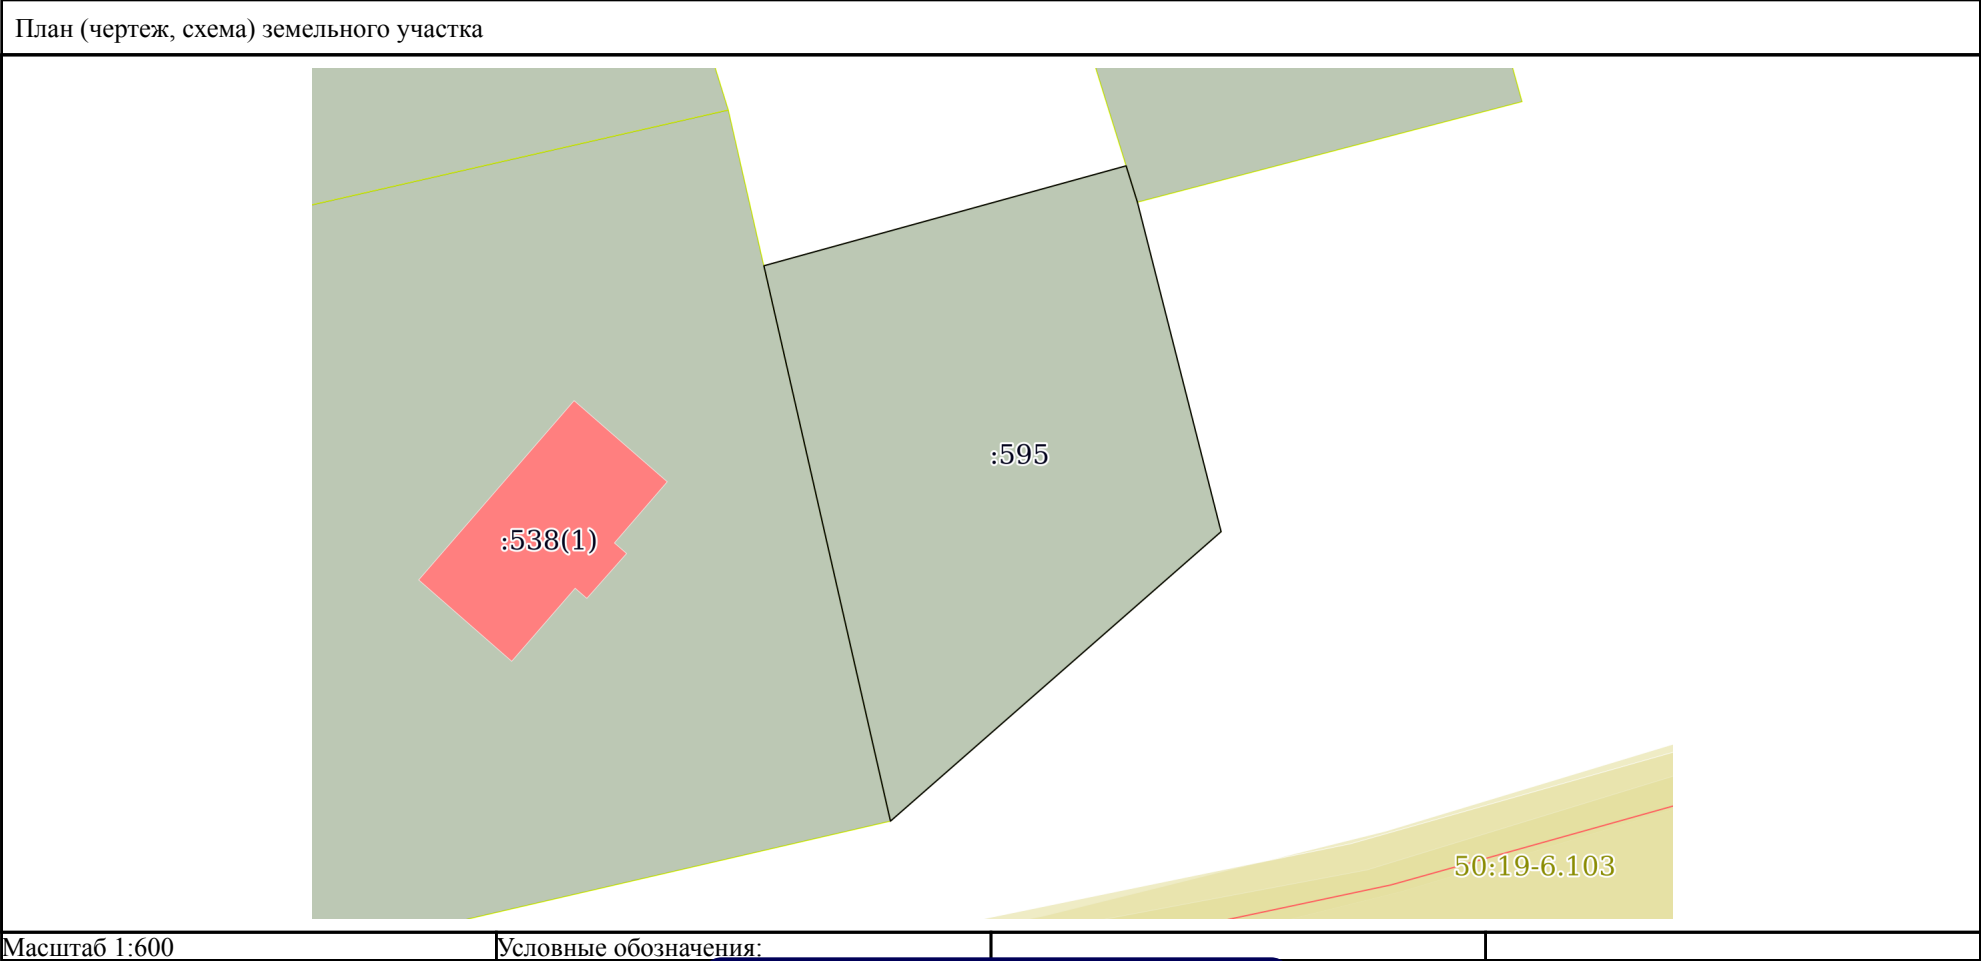 План (чертеж, схема) земельного участка
:595
:538(1)
50:19-6.103
Масштаб 1:600
Условные обозначения: